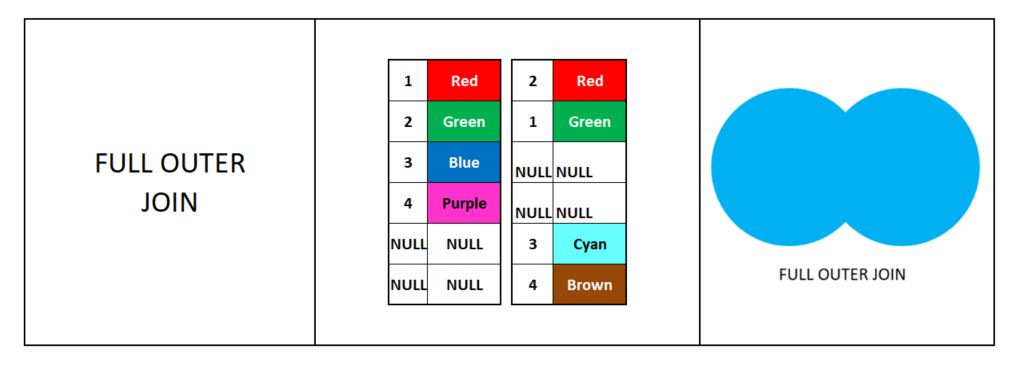 FULL OUTER
JOIN
1 Red 2 Red
2 Green 1 Green
3 Blue NULL NULL
4 Purple NULL NULL
NULL NULL 3 Cyan
NULL NULL 4 Brown
FULL OUTER JOIN